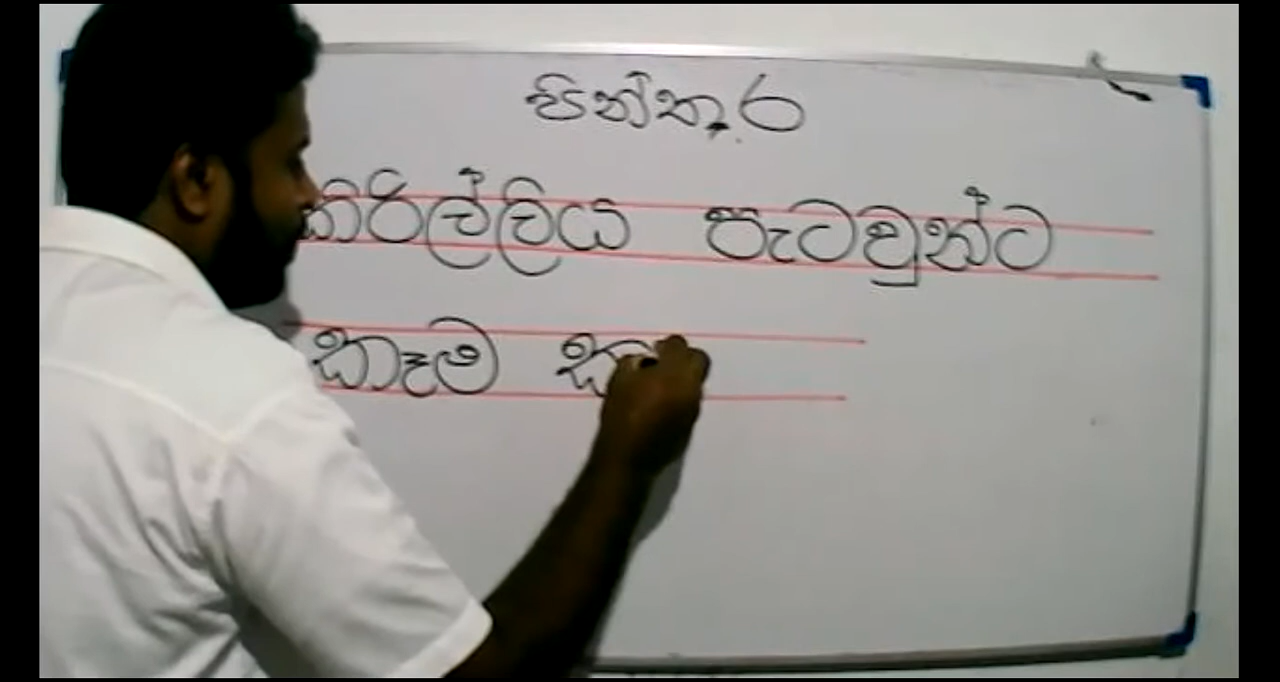 පින්තූර
කිරිල්ලිය පැටවුන්ට
කෑම ක